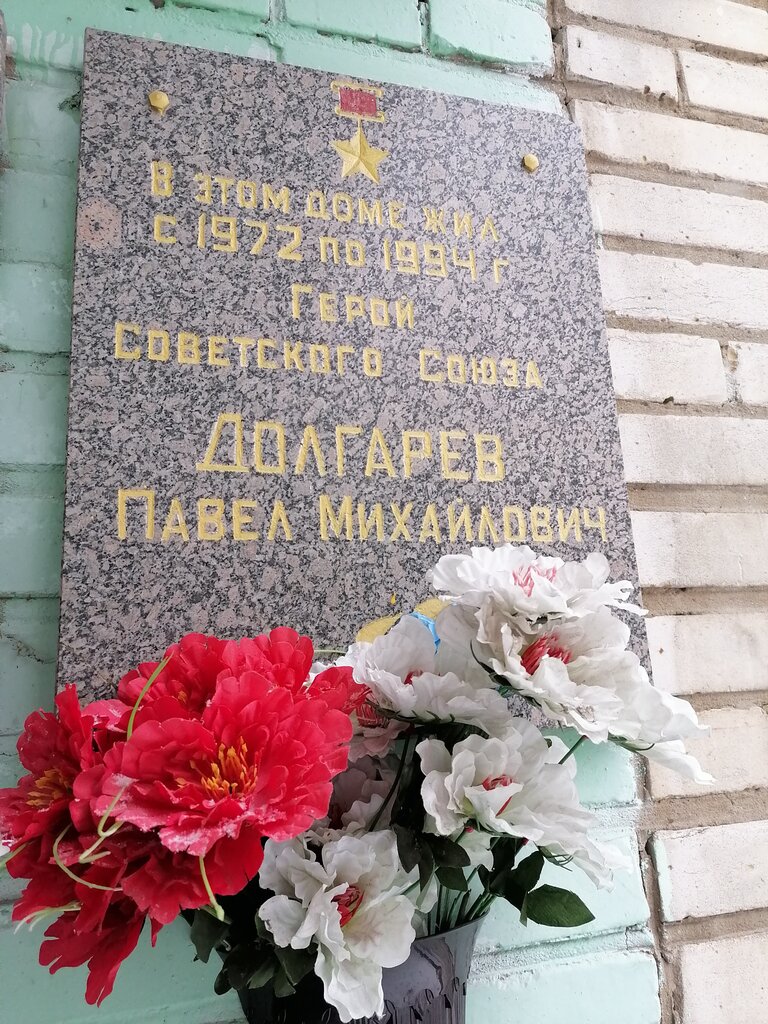 В этом доме жил
с 1972 по 1994 г
Герой
Советского Союза
Долгарев
Павел Михайлович